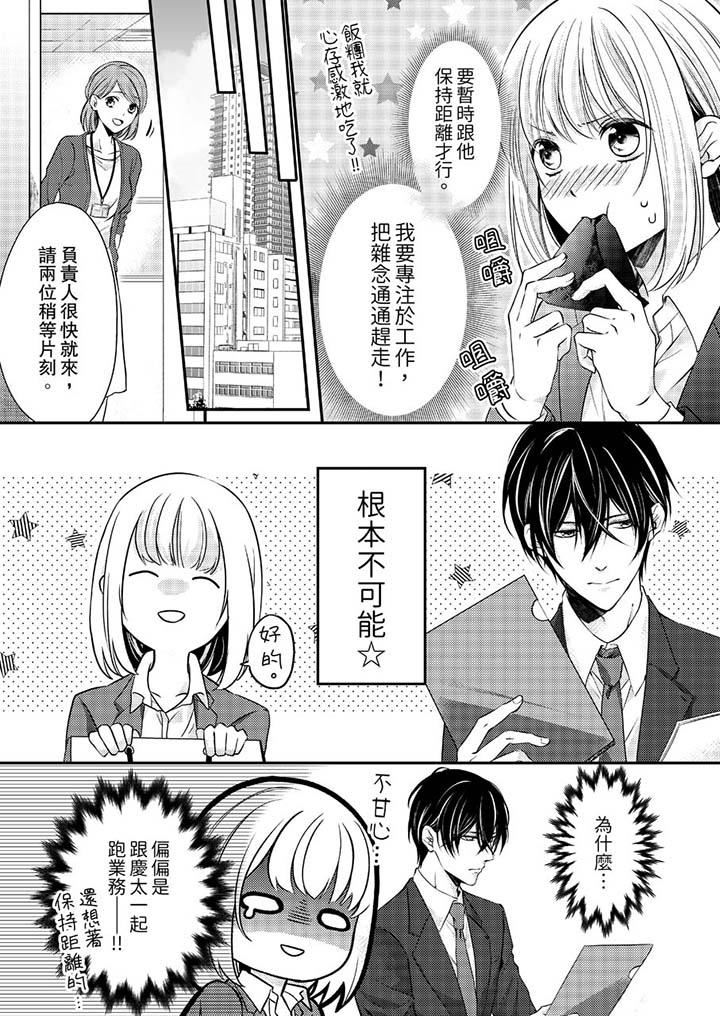 要暫時跟他
保持距離才行。
飯糰我就
心存感激地吃了!!
咀嚼
咀嚼
我要專注於工作，
把雜念通通趕走！
負責人很快就來，
請兩位稍等片刻。
根本不可能☆
好的。
為什麼…
不甘心…
偏偏是
跟慶太一起
跑業務——!!
還想著
保持距離的…